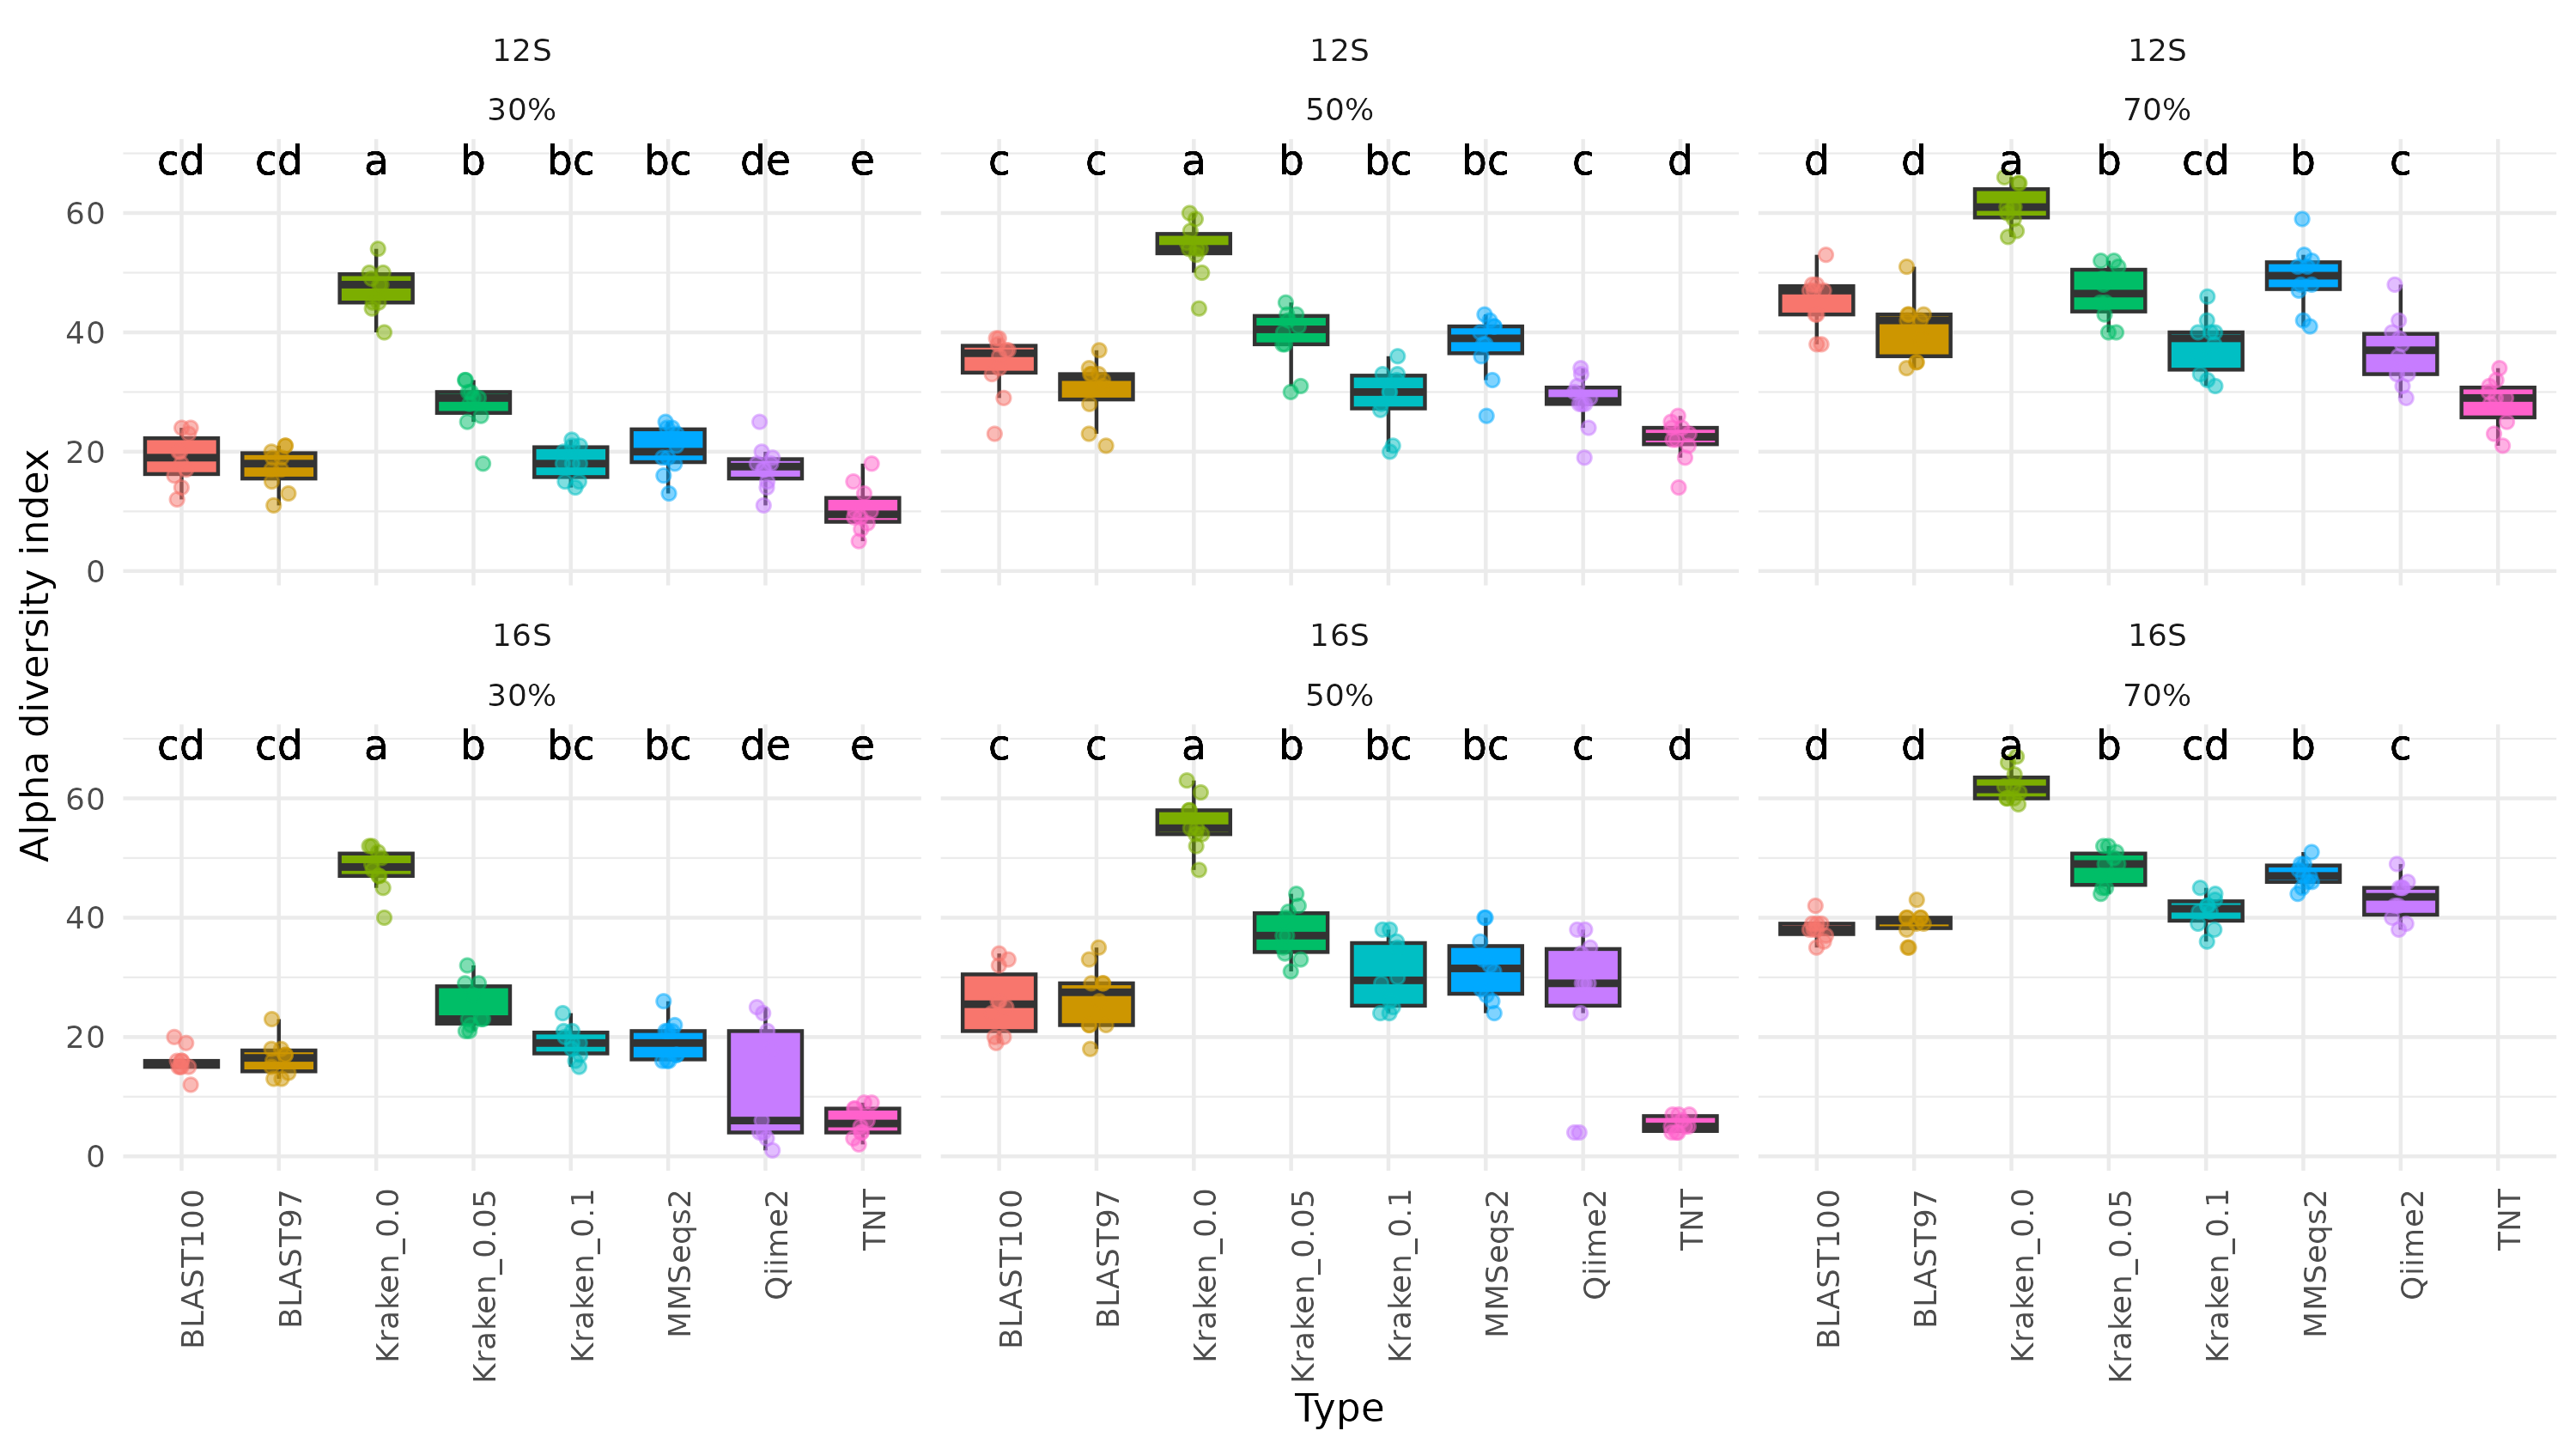 12S 12S 12S
30% 50% 70%
cd cd a b bc bc de e c c a b bc bc c d d d a b cd b c
60
40
20
0
Alpha diversity index
16S 16S 16S
30% 50% 70%
cd cd a b bc bc de e c c a b bc bc c d d d a b cd b c
60
40
20
0
BLAST100 BLAST97 Kraken_0.0 Kraken_0.05 Kraken_0.1 MMSeqs2 Qiime2 TNT BLAST100 BLAST97 Kraken_0.0 Kraken_0.05 Kraken_0.1 MMSeqs2 Qiime2 TNT BLAST100 BLAST97 Kraken_0.0 Kraken_0.05 Kraken_0.1 MMSeqs2 Qiime2 TNT
Type